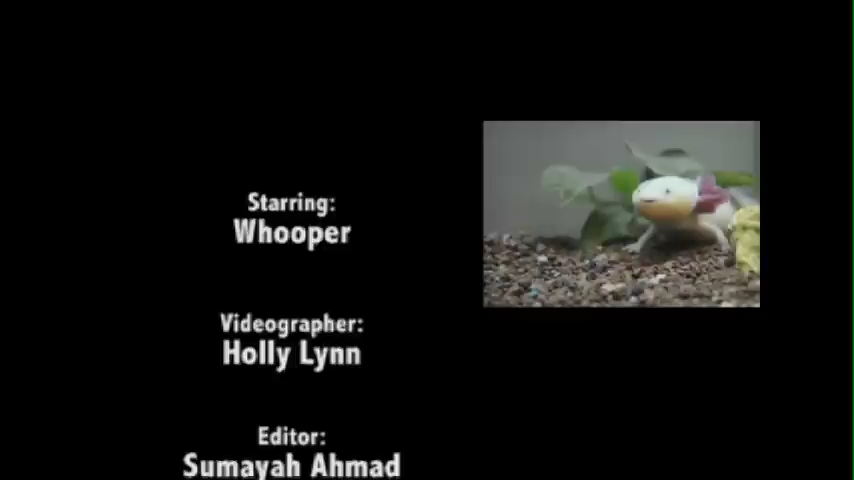 Starring:
Whooper
Videographer:
Holly Lynn
Editor:
Sumayah Ahmad